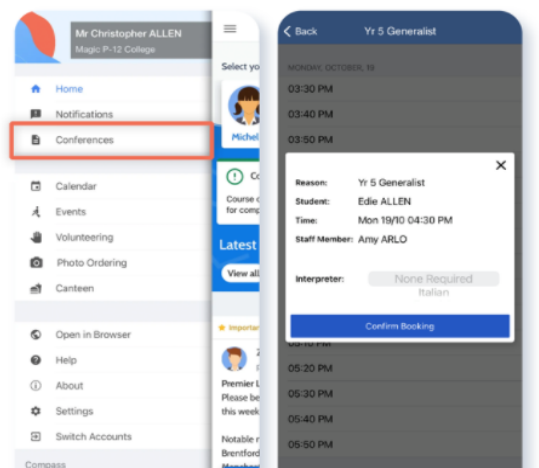 Mr Christopher ALLEN
Magic P-12 College
Home
Notifications
Conferences
Calendar
Events
Volunteering
Photo Ordering
Canteen
Open in Browser
Help
About
Settings
Switch Accounts
Compass
Select yo
Michel
Co
Course c
for comp
Latest
View all
Importan
Premier L
Please be
this week
Notable r
Brentford
Back
Yr 5 Generalist
MONDAY, OCTOBER, 19
03:30 PM
03:40 PM
03:50 PM
Reason: Yr 5 Generalist
Student: Edie ALLEN
Time: Mon 19/10 04:30 PM
Staff Member: Amy ARLO
Interpreter: None Required
Italian
Confirm Booking
05:10 PM
05:20 PM
05:30 PM
05:40 PM
05:50 PM